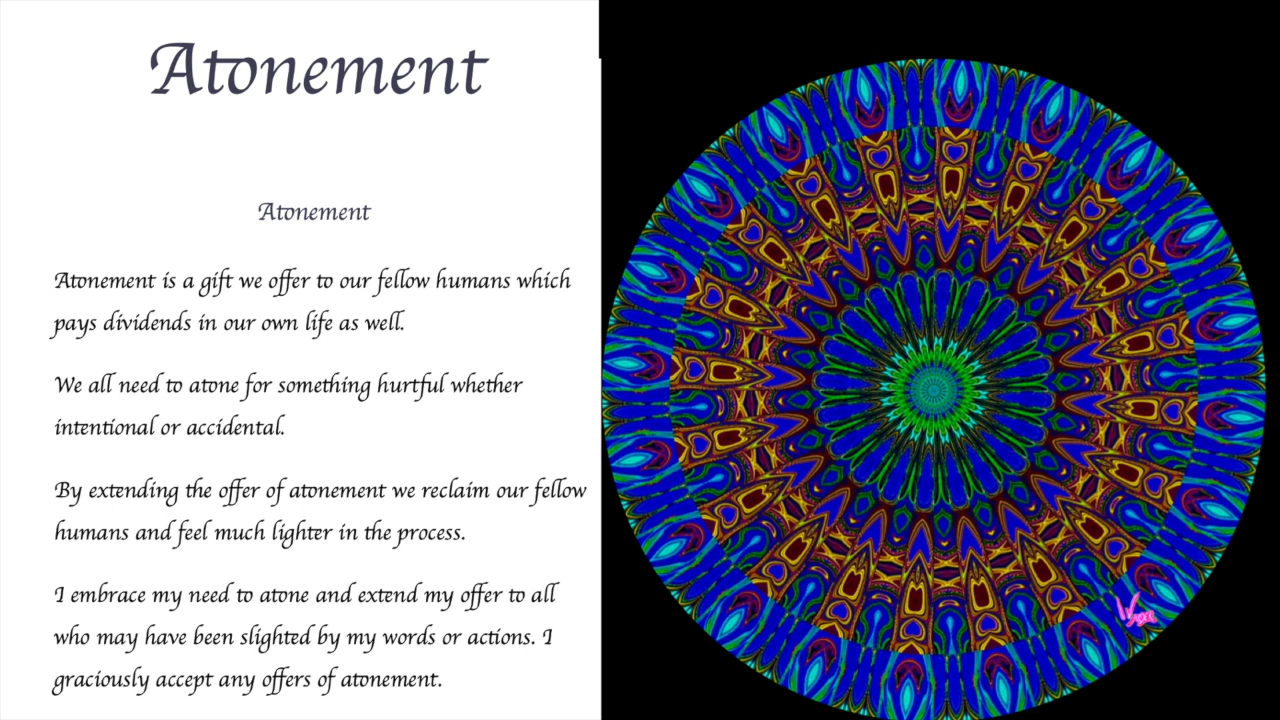 Atonement
Atonement
Atonement is a gift we offer to our fellow humans which
pays dividends in our own life as well.
We all need to atone for something hurtful whether
intentional or accidental.
By extending the offer of atonement we reclaim our fellow
humans and feel much lighter in the process.
I embrace my need to atone and extend my offer to all
who may have been slighted by my words or actions. I
graciously accept any offers of atonement.